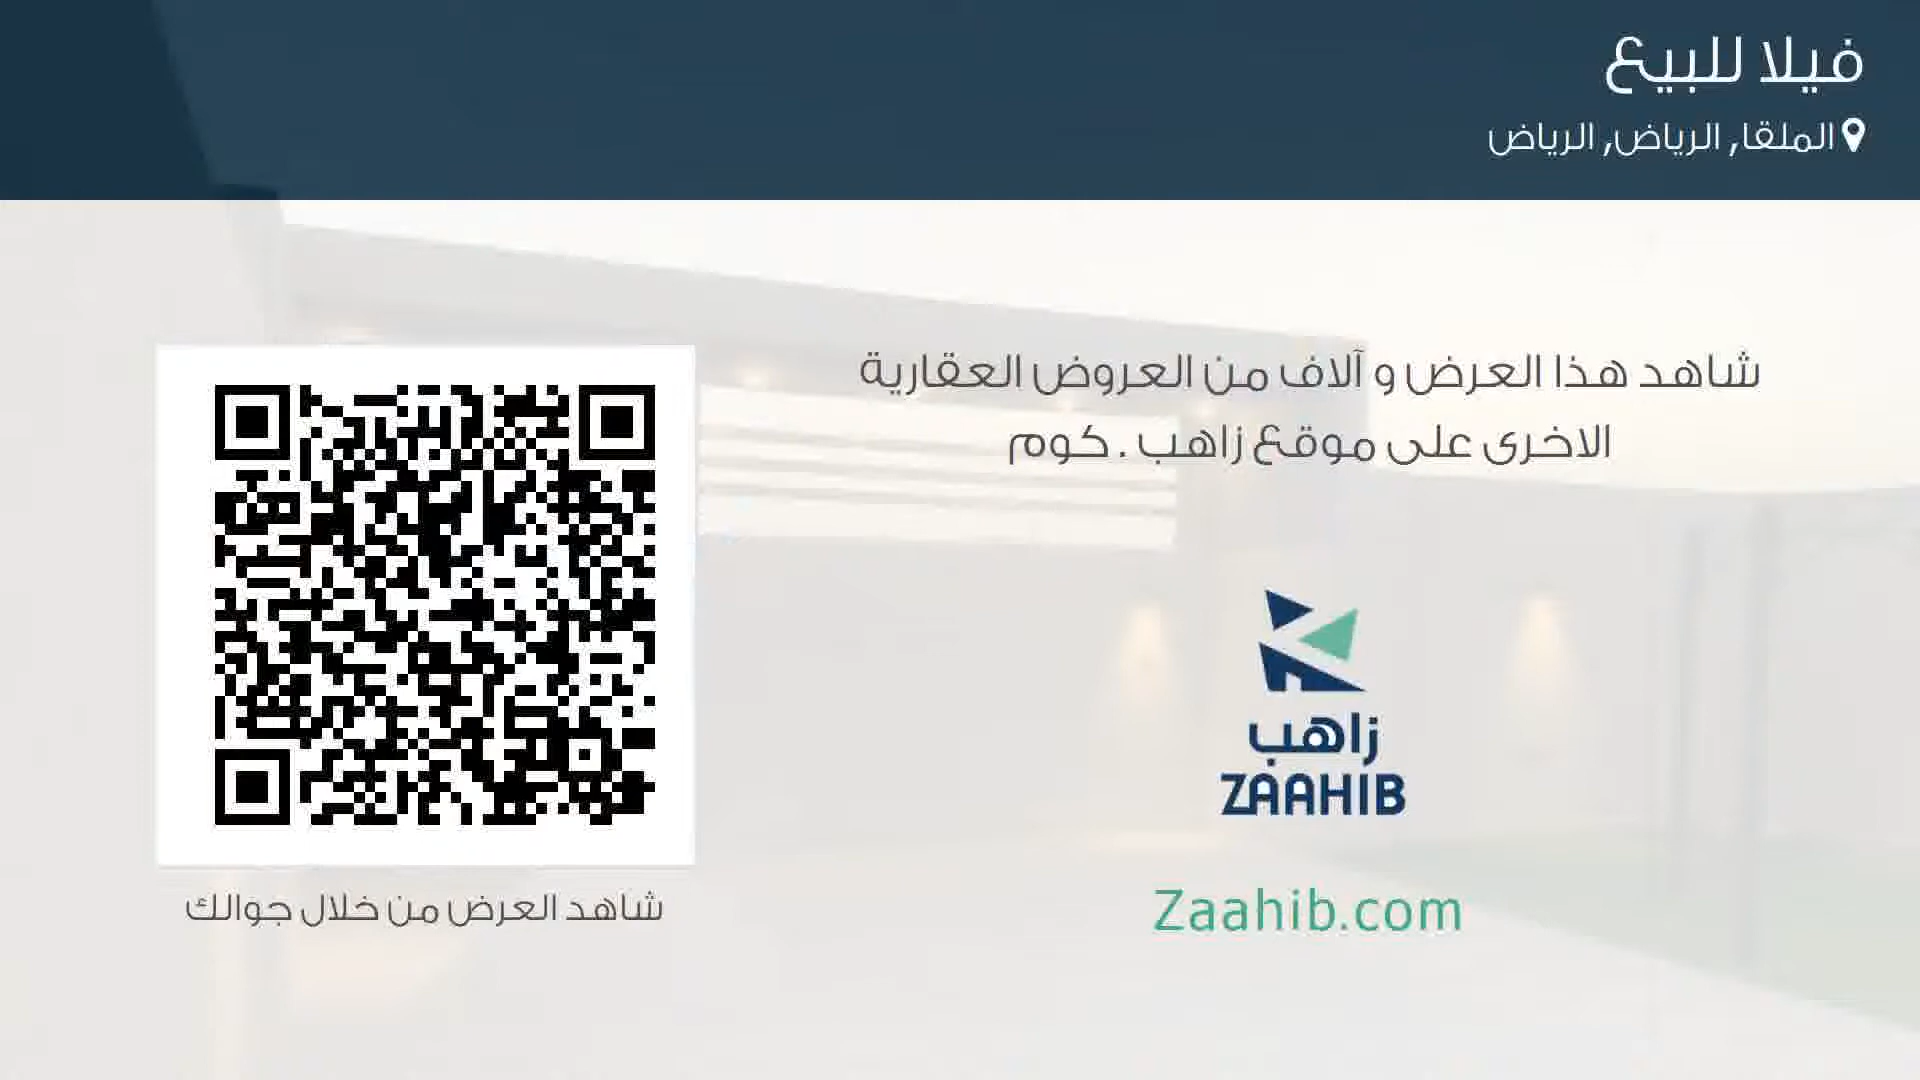 فيلا للبيع
الملقا, الرياض, الرياض
شاهد هذا العرض و آلاف من العروض العقارية
الاخرى على موقع زاهب . كوم
زاهب
ZAAHIB
Zaahib.com
شاهد العرض من خلال جوالك